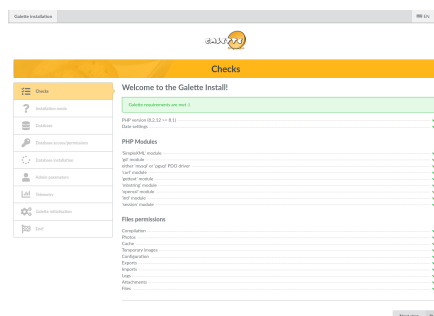 Galette installation
EN
GALETTE
Checks
Checks
Installation mode
Database
Database access/permissions
Database installation
Admin parameters
Telemetry
Galette initialization
End
Welcome to the Galette Install!
Galette requirements are met :)
PHP version (8.2.12 >= 8.1)
Date settings
PHP Modules
'SimpleXML' module
'gd' module
either 'mysql' or 'pgsql' PDO driver
'curl' module
'gettext' module
'mbstring' module
'openssl' module
'intl' module
'session' module
Files permissions
Compilation
Photos
Cache
Temporary images
Configuration
Exports
Imports
Logs
Attachments
Files